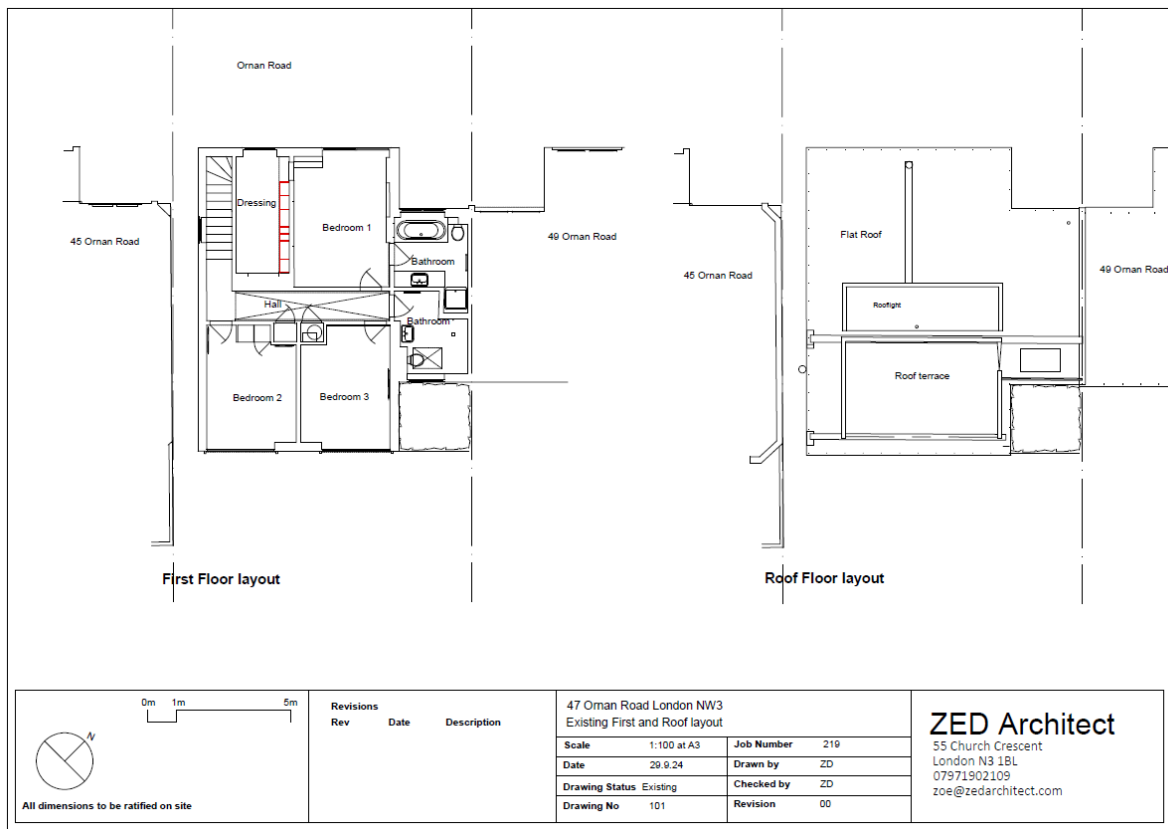 Ornan Road
45 Ornan Road
Dressing
Bedroom 1
Bathroom
49 Ornan Road
Hall
Bathroom
Bedroom 2
Bedroom 3
First Floor layout
Flat Roof
45 Ornan Road
49 Ornan Road
Rooflight
Roof terrace
Roof Floor layout
0m 1m 5m
N
All dimensions to be ratified on site
Revisions
Rev Date Description
47 Ornan Road London NW3
Existing First and Roof layout
Scale 1:100 at A3 Job Number 219
Date 29.9.24 Drawn by ZD
Drawing Status Existing Checked by ZD
Drawing No 101 Revision 00
ZED Architect
55 Church Crescent
London N3 1BL
07971902109
zoe@zedarchitect.com